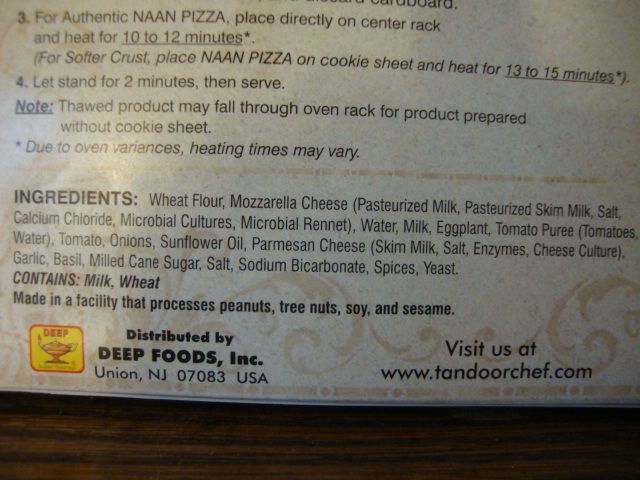 discard cardboard.
3. For Authentic NAAN PIZZA, place directly on center rack
and heat for 10 to 12 minutes*.
(For Softer Crust, place NAAN PIZZA on cookie sheet and heat for 13 to 15 minutes*).
4. Let stand for 2 minutes, then serve.
Note: Thawed product may fall through oven rack for product prepared
without cookie sheet.
* Due to oven variances, heating times may vary.
INGREDIENTS: Wheat Flour, Mozzarella Cheese (Pasteurized Milk, Pasteurized Skim Milk, Salt,
Calcium Chloride, Microbial Cultures, Microbial Rennet), Water, Milk, Eggplant, Tomato Puree (Tomatoes,
Water), Tomato, Onions, Sunflower Oil, Parmesan Cheese (Skim Milk, Salt, Enzymes, Cheese Culture),
Garlic, Basil, Milled Cane Sugar, Salt, Sodium Bicarbonate, Spices, Yeast.
CONTAINS: Milk, Wheat
Made in a facility that processes peanuts, tree nuts, soy, and sesame.
DEEP
Distributed by
DEEP FOODS, Inc.
Union, NJ 07083 USA
Visit us at
www.tandoorchef.com